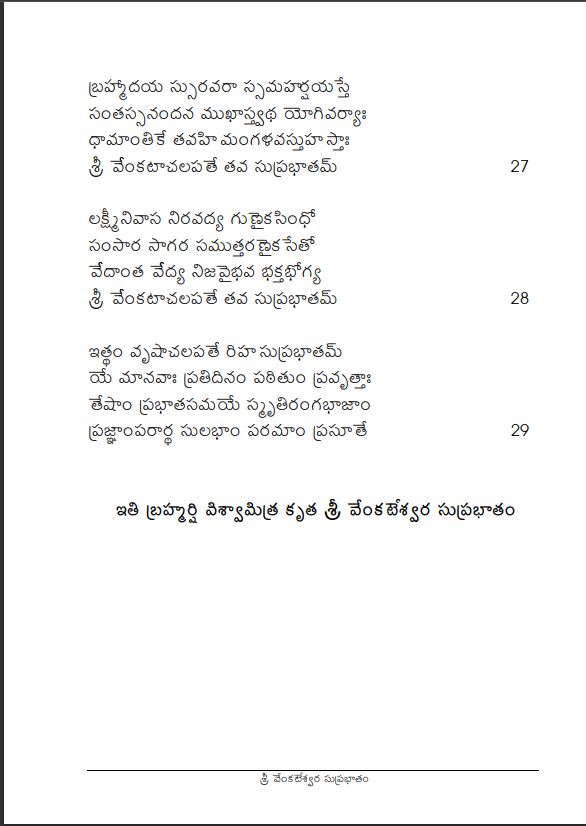 బ్రహ్మాదయ స్సురవరా స్సమహర్షయస్తే
సంతస్సనందన ముఖాస్త్వథ యోగివర్యాః
ధామాంతికే తవహి మంగళవస్తుహస్తాః
శ్రీ వేంకటాచలపతే తవ సుప్రభాతమ్ 27
లక్ష్మీనివాస నిరవద్య గుణైకసింధో
సంసార సాగర సముత్తరణైకసేతో
వేదాంత వేద్య నిజవైభవ భక్తభోగ్య
శ్రీ వేంకటాచలపతే తవ సుప్రభాతమ్ 28
ఇత్థం వృషాచలపతే రిహ సుప్రభాతమ్
యే మానవాః ప్రతిదినం పఠితుం ప్రవృత్తాః
తేషాం ప్రభాతసమయే స్మృతిరంగభాజాం
ప్రజ్ఞాంపరార్థ సులభాం పరమాం ప్రసూతే 29
ఇతి బ్రహ్మర్షి విశ్వామిత్ర కృత శ్రీ వేంకటేశ్వర సుప్రభాతం
శ్రీ వేంకటేశ్వర సుప్రభాతం